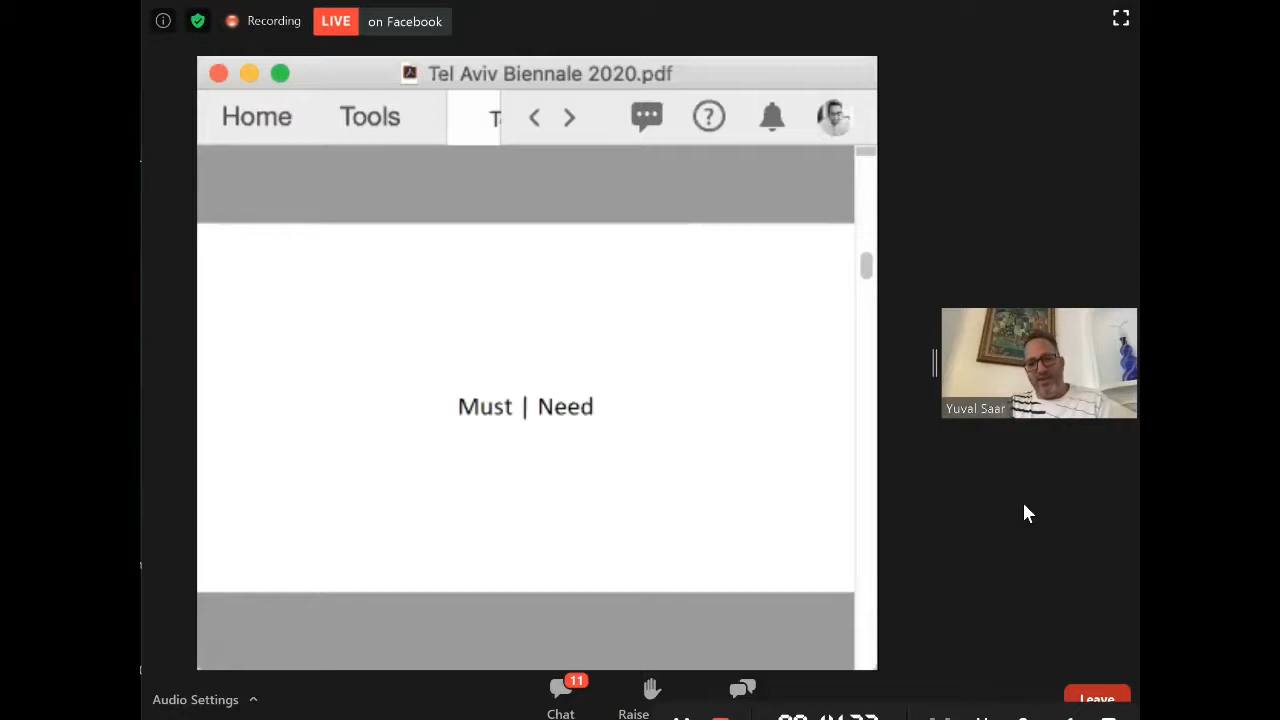 Recording LIVE on Facebook
Tel Aviv Biennale 2020.pdf
Home Tools
Must | Need
Yuval Saar
Audio Settings
11
Chat
Raise
Leave